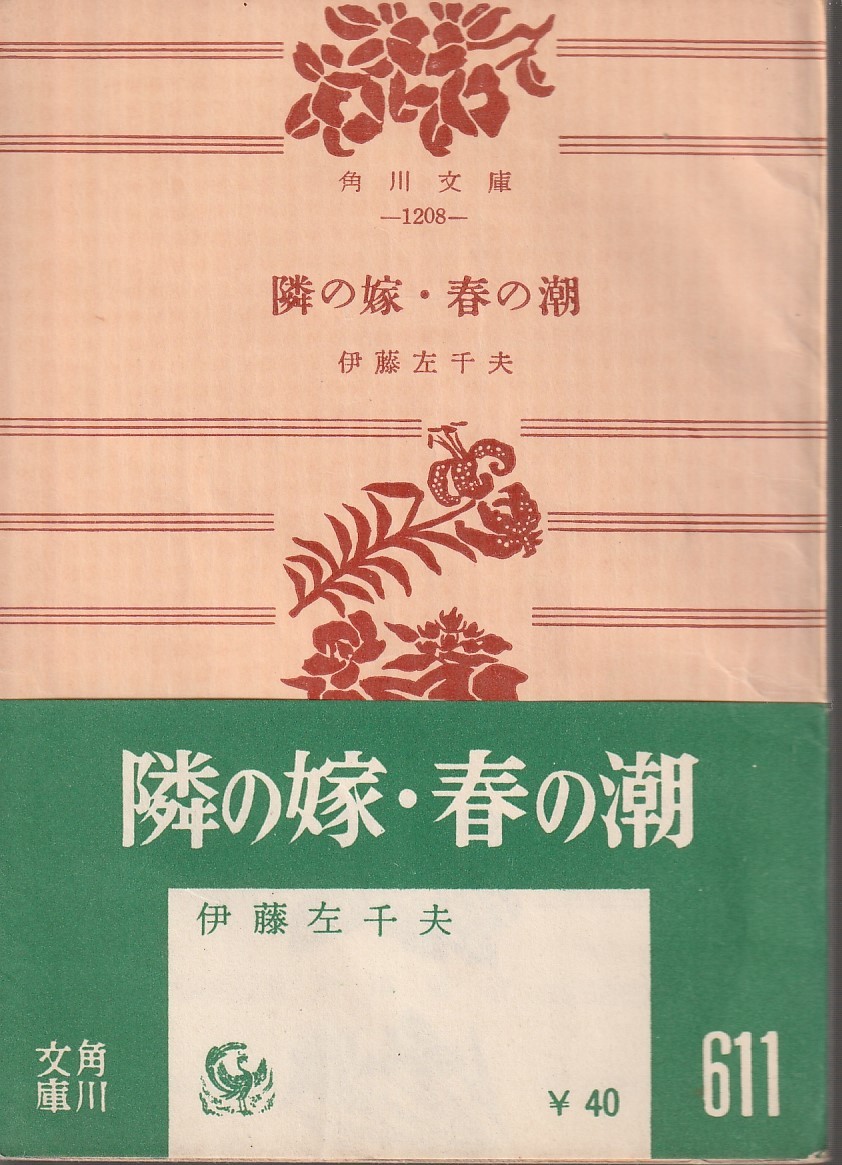 角川文庫
—1208—
隣の嫁・春の潮
伊藤左千夫
隣の嫁・春の潮
伊藤左千夫
角川
文庫
¥ 40
611